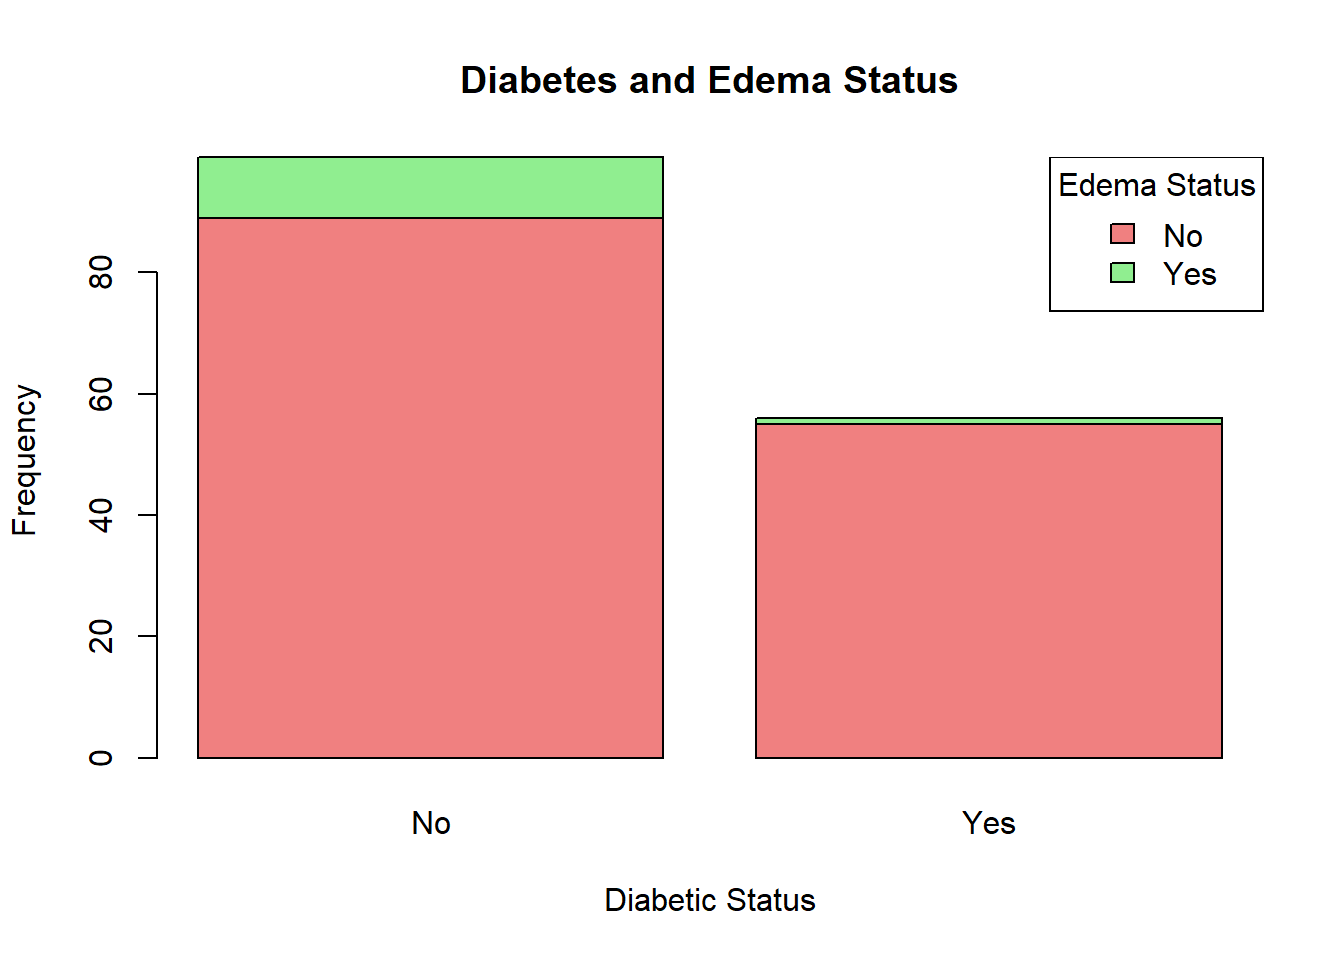 Diabetes and Edema Status
Edema Status
No
Yes
80
60
40
20
0
Frequency
No
Yes
Diabetic Status